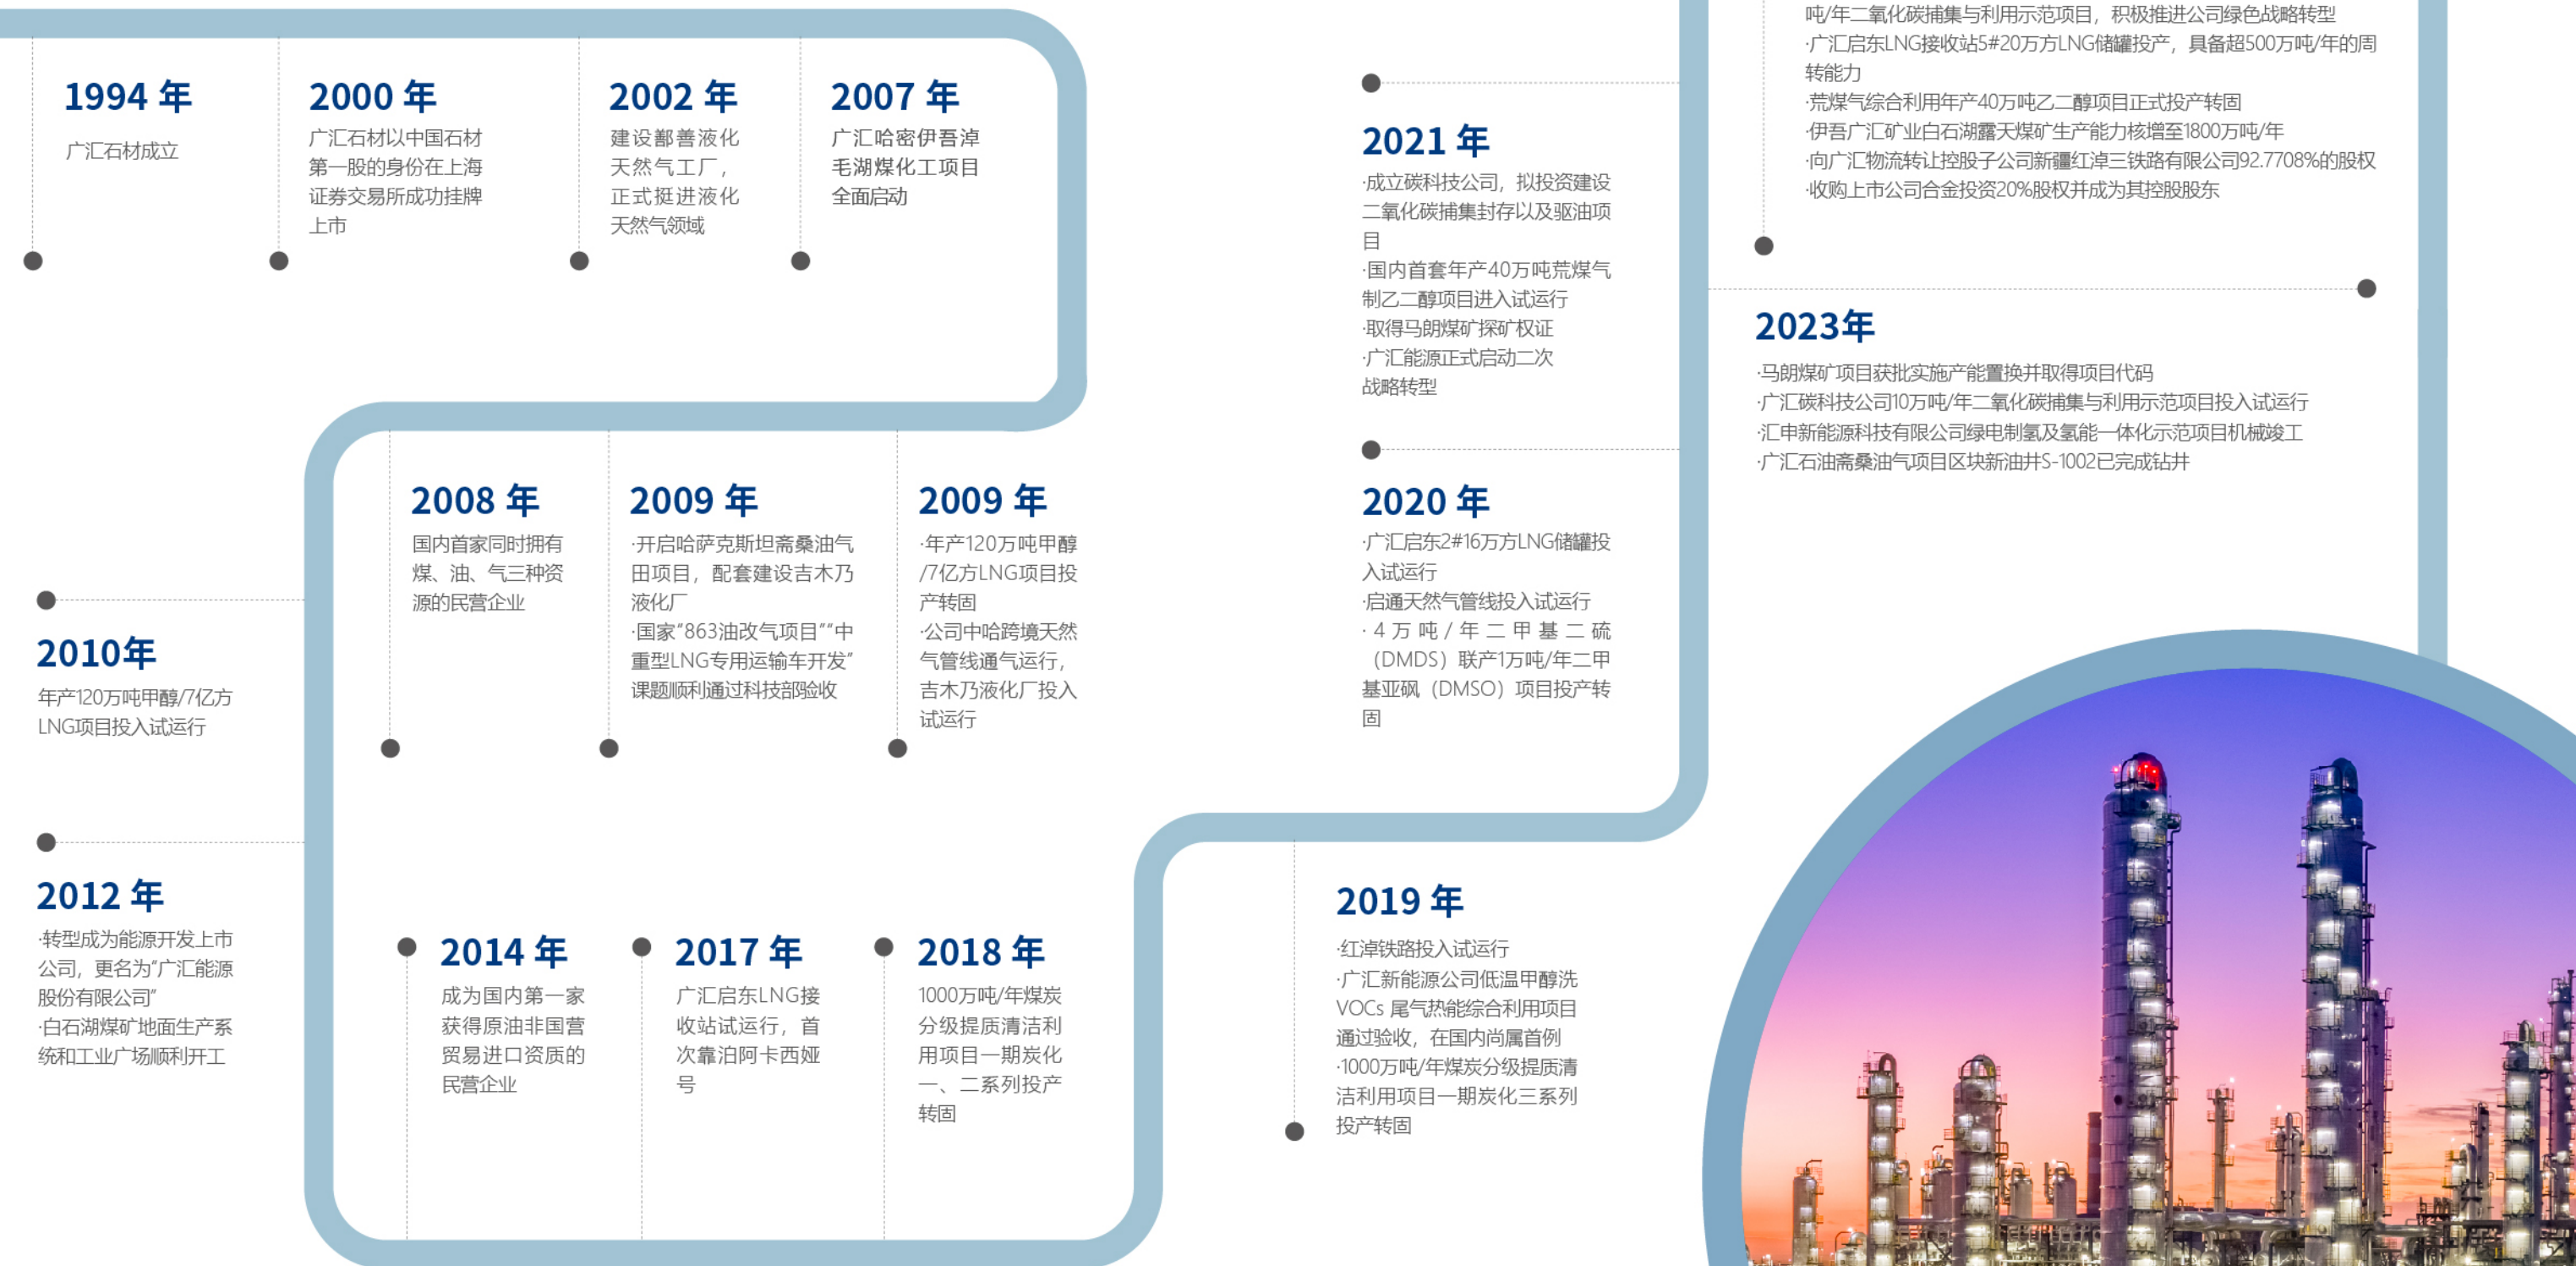 1994 年
广汇石材成立
2000 年
广汇石材以中国石材
第一股的身份在上海
证券交易所成功挂牌
上市
2002 年
建设鄯善液化
天然气工厂，
正式挺进液化
天然气领域
2007 年
广汇哈密伊吾淖
毛湖煤化工项目
全面启动
2008 年
国内首家同时拥有
煤、油、气三种资
源的民营企业
2009 年
·开启哈萨克斯坦斋桑油气
田项目，配套建设吉木乃
液化厂
·国家“863油改气项目”“中
重型LNG专用运输车开发”
课题顺利通过科技部验收
2009 年
·年产120万吨甲醇
/7亿方LNG项目投
产转固
·公司中哈跨境天然
气管线通气运行，
吉木乃液化厂投入
试运行
2010年
年产120万吨甲醇/7亿方
LNG项目投入试运行
2012 年
·转型成为能源开发上市
公司，更名为“广汇能源
股份有限公司”
·白石湖煤矿地面生产系
统和工业广场顺利开工
2014 年
成为国内第一家
获得原油非国营
贸易进口资质的
民营企业
2017 年
广汇启东LNG接
收站试运行，首
次靠泊阿卡西娅
号
2018 年
1000万吨/年煤炭
分级提质清洁利
用项目一期炭化
一、二系列投产
转固
2019 年
·红淖铁路投入试运行
·广汇新能源公司低温甲醇洗
VOCs 尾气热能综合利用项目
通过验收，在国内尚属首例
·1000万吨/年煤炭分级提质清
洁利用项目一期炭化三系列
投产转固
2020 年
·广汇启东2#16万方LNG储罐投
入试运行
·启通天然气管线投入试运行
·4万吨/年二甲基二硫
（DMDS）联产1万吨/年二甲
基亚砜（DMSO）项目投产转
固
2021 年
·成立碳科技公司，拟投资建设
二氧化碳捕集封存以及驱油项
目
·国内首套年产40万吨荒煤气
制乙二醇项目进入试运行
·取得马朗煤矿探矿权证
·广汇能源正式启动二次
战略转型
吨/年二氧化碳捕集与利用示范项目，积极推进公司绿色战略转型
·广汇启东LNG接收站5#20万方LNG储罐投产，具备超500万吨/年的周
转能力
·荒煤气综合利用年产40万吨乙二醇项目正式投产转固
·伊吾广汇矿业白石湖露天煤矿生产能力核增至1800万吨/年
·向广汇物流转让控股子公司新疆红淖三铁路有限公司92.7708%的股权
·收购上市公司合金投资20%股权并成为其控股股东
2023年
·马朗煤矿项目获批实施产能置换并取得项目代码
·广汇碳科技公司10万吨/年二氧化碳捕集与利用示范项目投入试运行
·汇申新能源科技有限公司绿电制氢及氢能一体化示范项目机械竣工
·广汇石油斋桑油气项目区块新油井S-1002已完成钻井